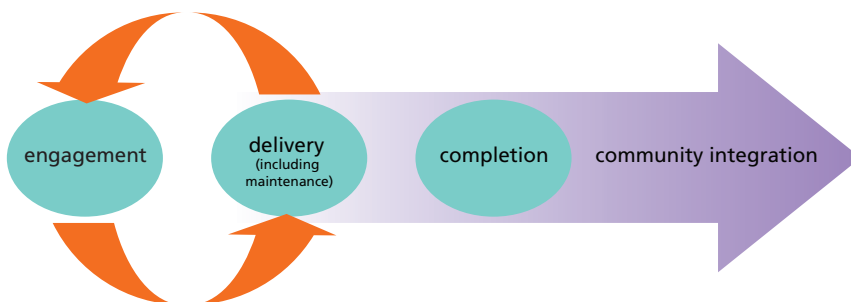 engagement
delivery
(including
maintenance)
completion
community integration